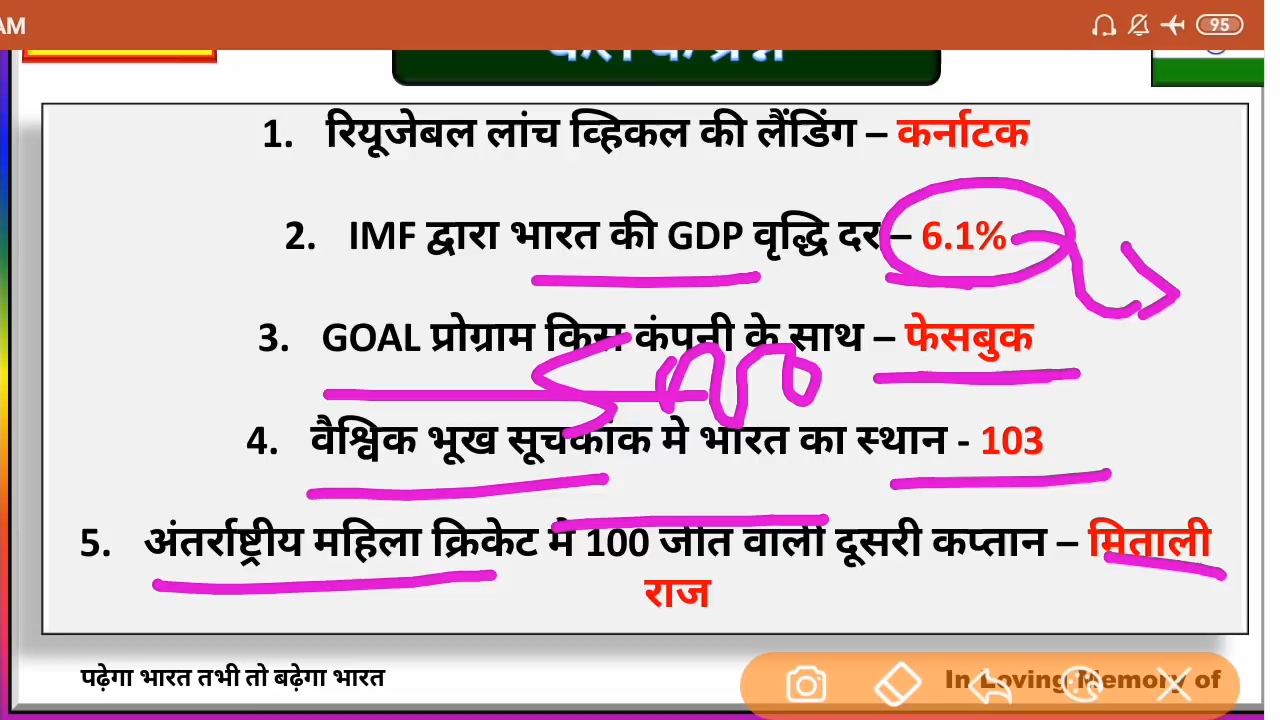 AM
95
1. रियूजेबल लांच व्हिकल की लैंडिंग – कर्नाटक
2. IMF द्वारा भारत की GDP वृद्धि दर – 6.1%
3. GOAL प्रोग्राम किस कंपनी के साथ – फेसबुक
4. वैश्विक भूख सूचकांक मे भारत का स्थान - 103
5. अंतर्राष्ट्रीय महिला क्रिकेट मे 100 जीत वाली दूसरी कप्तान – मिताली
राज
पढ़ेगा भारत तभी तो बढ़ेगा भारत
In Loving Memory of